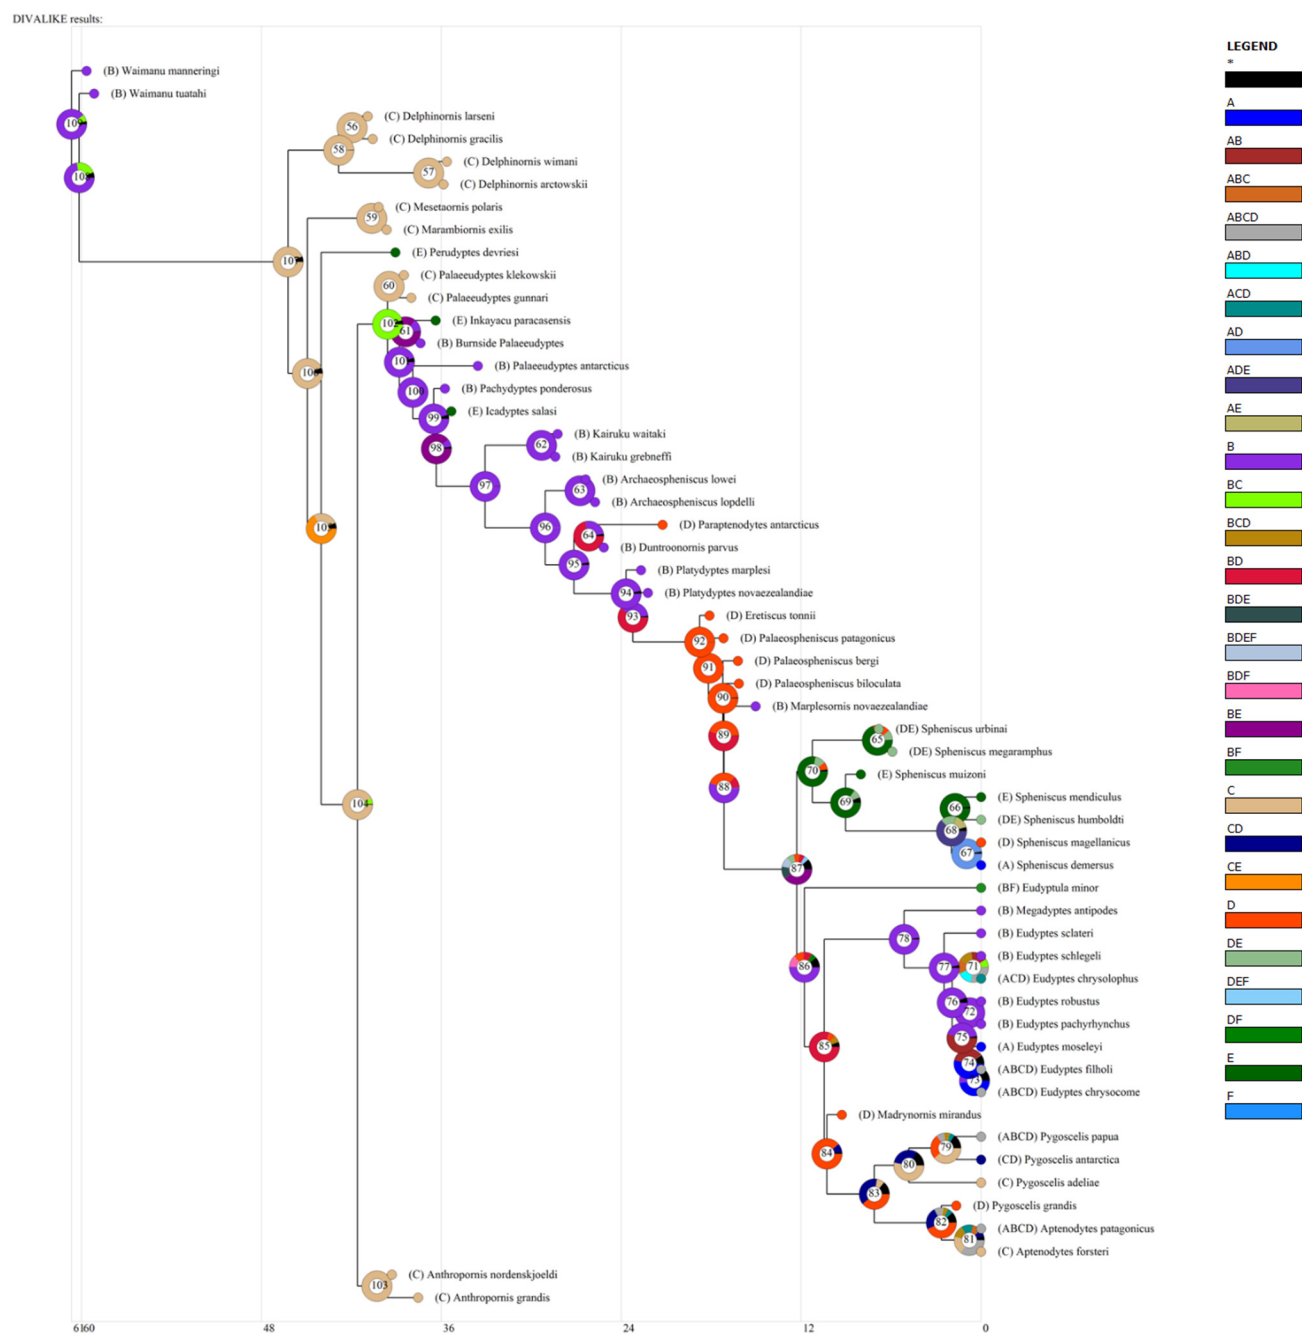 DIVALIKE results:
(B) Waimanu manneringi
(B) Waimanu tuatahi
(C) Delphinornis larseni
(C) Delphinornis gracilis
(C) Delphinornis wimani
(C) Delphinornis arctowskii
(C) Mesetaornis polaris
(C) Marambiornis exilis
(E) Perudyptes devriesi
(C) Palaeeudyptes klekowskii
(C) Palaeeudyptes gunnari
(E) Inkayacu paracasensis
(B) Burnside Palaeeudyptes
(B) Palaeeudyptes antarcticus
(B) Pachydyptes ponderosus
(E) Icadyptes salasi
(B) Kairuku waitaki
(B) Kairuku grebneffi
(B) Archaeospheniscus lowei
(B) Archaeospheniscus lopdelli
(D) Paraptenodytes antarcticus
(B) Duntroonornis parvus
(B) Platydyptes marplesi
(B) Platydyptes novaezealandiae
(D) Eretiscus tonnii
(D) Palaeospheniscus patagonicus
(D) Palaeospheniscus bergi
(D) Palaeospheniscus biloculata
(B) Marplesornis novaezealandiae
(DE) Spheniscus urbinai
(DE) Spheniscus megaramphus
(E) Spheniscus muizoni
(E) Spheniscus mendiculus
(DE) Spheniscus humboldti
(D) Spheniscus magellanicus
(A) Spheniscus demersus
(BF) Eudyptula minor
(B) Megadyptes antipodes
(B) Eudyptes sclateri
(B) Eudyptes schlegeli
(ACD) Eudyptes chrysolophus
(B) Eudyptes robustus
(B) Eudyptes pachyrhynchus
(A) Eudyptes moseleyi
(ABCD) Eudyptes filholi
(ABCD) Eudyptes chrysocome
(D) Madrynornis mirandus
(ABCD) Pygoscelis papua
(CD) Pygoscelis antarctica
(C) Pygoscelis adeliae
(D) Pygoscelis grandis
(ABCD) Aptenodytes patagonicus
(C) Aptenodytes forsteri
(C) Anthropornis nordenskjoeldi
(C) Anthropornis grandis
56
58
57
59
60
61
100
99
98
62
97
63
96
64
95
94
93
92
91
90
89
88
65
70
69
66
68
67
87
78
86
71
77
76
72
75
74
73
85
84
79
80
83
82
81
104
103
61 60 48 36 24 12 0
LEGEND
*
A
AB
ABC
ABCD
ABD
ACD
AD
ADE
AE
B
BC
BCD
BD
BDE
BDEF
BDF
BE
BF
C
CD
CE
D
DE
DEF
DF
E
F